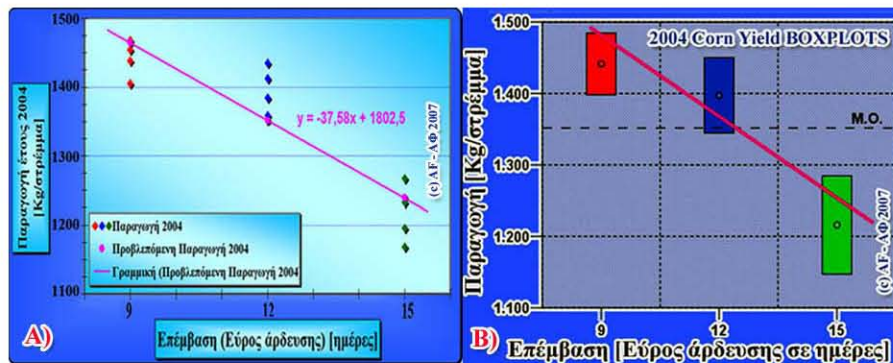 Παραγωγή έτους 2004
[Kg/στρέμμα]
1500
1400
1300
1200
1100
y = -37,58x + 1802,5
(c) AF - ΑΦ 2007
Παραγωγή 2004
Προβλεπόμενη Παραγωγή 2004
Γραμμική (Προβλεπόμενη Παραγωγή 2004
9
12
15
A)
Επέμβαση (Εύρος άρδευσης) [ημέρες]
2004 Corn Yield BOXPLOTS
Παραγωγή [Kg/στρέμμα]
1.500
1.400
1.300
1.200
1.100
M.O.
(c) AF - ΑΦ 2007
9
12
15
B)
Επέμβαση [Εύρος άρδευσης σε ημέρες]